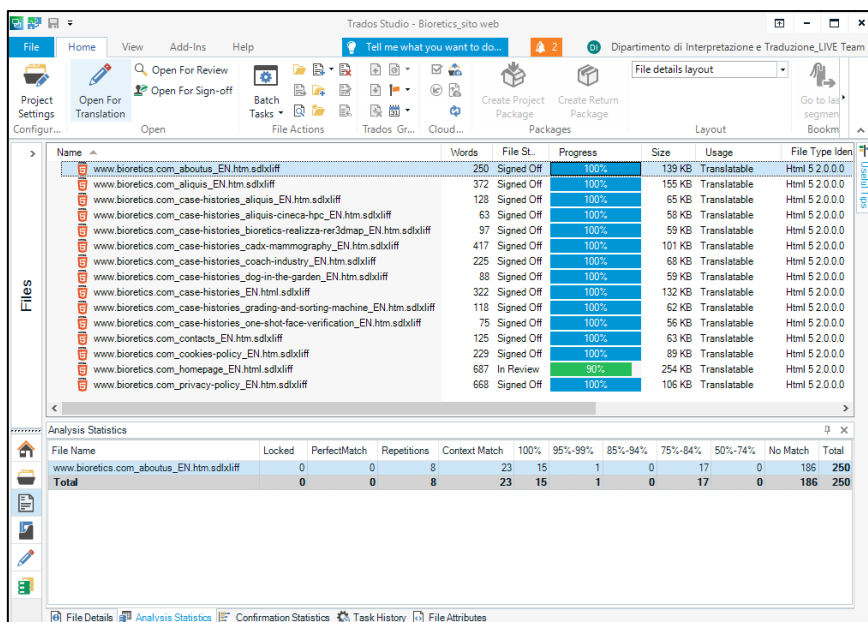 Trados Studio - Bioretics_sito web
File Home View Add-Ins Help Tell me what you want to do... 2 DI Dipartimento di Interpretazione e Traduzione_LIVE Team
Project Settings
Configur...
Open For Translation
Open For Review
Open For Sign-off
Open
Batch Tasks
File Actions
Trados Gr...
Cloud...
Create Project Package
Create Return Package
Packages
File details layout
Layout
Go to las segmen
Bookm
Useful Tips
Files
Name Words File St... Progress Size Usage File Type Iden
www.bioretics.com_aboutus_EN.htm.sdlxliff 250 Signed Off 100% 139 KB Translatable Html 5 2.0.0.0
www.bioretics.com_aliquis_EN.htm.sdlxliff 372 Signed Off 100% 155 KB Translatable Html 5 2.0.0.0
www.bioretics.com_case-histories_aliquis_EN.htm.sdlxliff 128 Signed Off 100% 65 KB Translatable Html 5 2.0.0.0
www.bioretics.com_case-histories_aliquis-cineca-hpc_EN.htm.sdlxliff 63 Signed Off 100% 58 KB Translatable Html 5 2.0.0.0
www.bioretics.com_case-histories_bioretics-realizza-rer3dmap_EN.htm.sdlxliff 97 Signed Off 100% 59 KB Translatable Html 5 2.0.0.0
www.bioretics.com_case-histories_cadx-mammography_EN.htm.sdlxliff 417 Signed Off 100% 101 KB Translatable Html 5 2.0.0.0
www.bioretics.com_case-histories_coach-industry_EN.htm.sdlxliff 225 Signed Off 100% 68 KB Translatable Html 5 2.0.0.0
www.bioretics.com_case-histories_dog-in-the-garden_EN.htm.sdlxliff 88 Signed Off 100% 59 KB Translatable Html 5 2.0.0.0
www.bioretics.com_case-histories_EN.html.sdlxliff 322 Signed Off 100% 132 KB Translatable Html 5 2.0.0.0
www.bioretics.com_case-histories_grading-and-sorting-machine_EN.htm.sdlxliff 118 Signed Off 100% 62 KB Translatable Html 5 2.0.0.0
www.bioretics.com_case-histories_one-shot-face-verification_EN.htm.sdlxliff 75 Signed Off 100% 56 KB Translatable Html 5 2.0.0.0
www.bioretics.com_contacts_EN.htm.sdlxliff 125 Signed Off 100% 63 KB Translatable Html 5 2.0.0.0
www.bioretics.com_cookies-policy_EN.htm.sdlxliff 229 Signed Off 100% 89 KB Translatable Html 5 2.0.0.0
www.bioretics.com_homepage_EN.html.sdlxliff 687 In Review 90% 254 KB Translatable Html 5 2.0.0.0
www.bioretics.com_privacy-policy_EN.htm.sdlxliff 668 Signed Off 100% 106 KB Translatable Html 5 2.0.0.0
Analysis Statistics
File Name Locked PerfectMatch Repetitions Context Match 100% 95%-99% 85%-94% 75%-84% 50%-74% No Match Total
www.bioretics.com_aboutus_EN.htm.sdlxliff 0 0 8 23 15 1 0 17 0 186 250
Total 0 0 8 23 15 1 0 17 0 186 250
File Details Analysis Statistics Confirmation Statistics Task History File Attributes